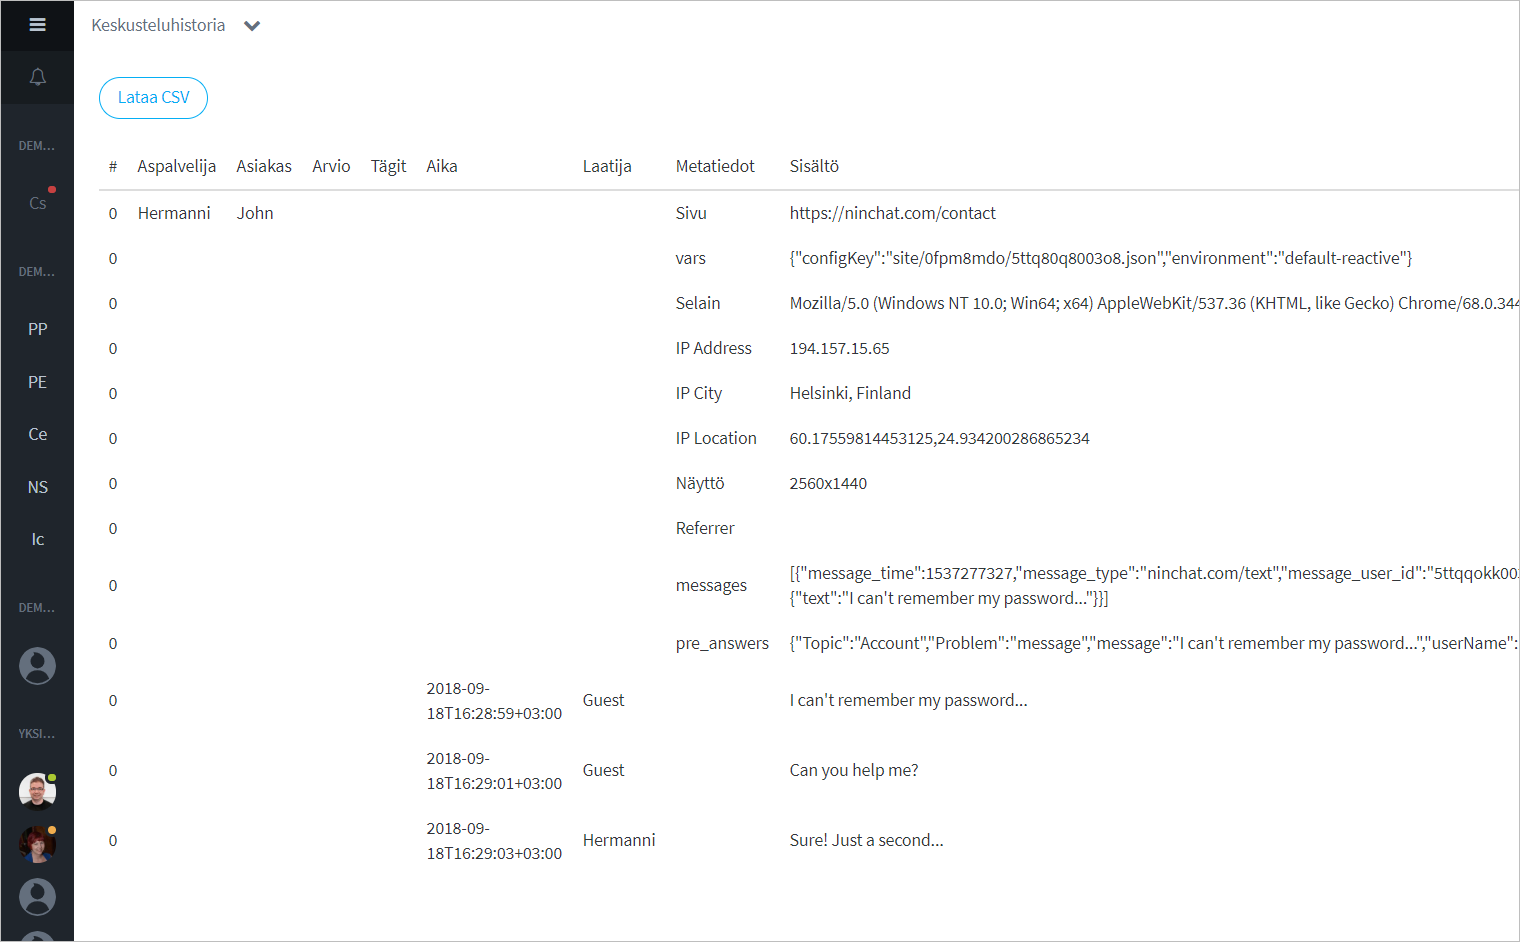 Keskusteluhistoria
Lataa CSV
# Aspalvelija Asiakas Arvio Tägit Aika Laatija Metatiedot Sisältö
0 Hermanni John Sivu https://ninchat.com/contact
0 vars {"configKey":"site/0fpm8mdo/5ttq80q8003o8.json","environment":"default-reactive"}
0 Selain Mozilla/5.0 (Windows NT 10.0; Win64; x64) AppleWebKit/537.36 (KHTML, like Gecko) Chrome/68.0.344
0 IP Address 194.157.15.65
0 IP City Helsinki, Finland
0 IP Location 60.17559814453125,24.934200286865234
0 Näyttö 2560x1440
0 Referrer
0 messages [{"message_time":1537277327,"message_type":"ninchat.com/text","message_user_id":"5ttqqokk00
{"text":"I can't remember my password..."}}]
0 pre_answers {"Topic":"Account","Problem":"message","message":"I can't remember my password...","userName":
0 2018-09-
18T16:28:59+03:00 Guest I can't remember my password...
0 2018-09-
18T16:29:01+03:00 Guest Can you help me?
0 2018-09-
18T16:29:03+03:00 Hermanni Sure! Just a second...
DEM...
Cs
DEM...
PP
PE
Ce
NS
Ic
DEM...
YKSI...